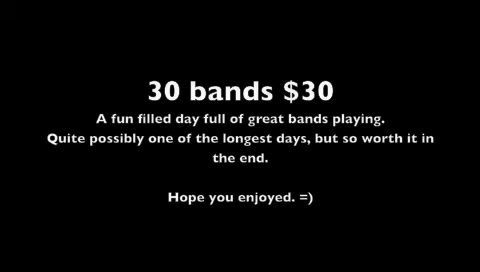 30 bands $30
A fun filled day full of great bands playing.
Quite possibly one of the longest days, but so worth it in
the end.
Hope you enjoyed. =)